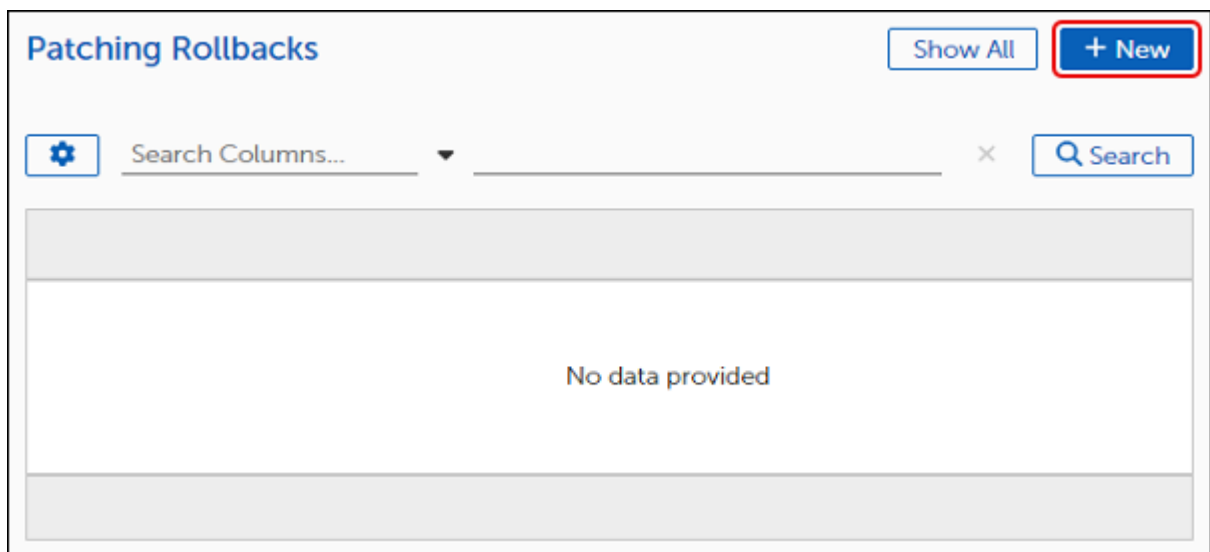 Patching Rollbacks
Show All
+ New
Search Columns...
Search
No data provided